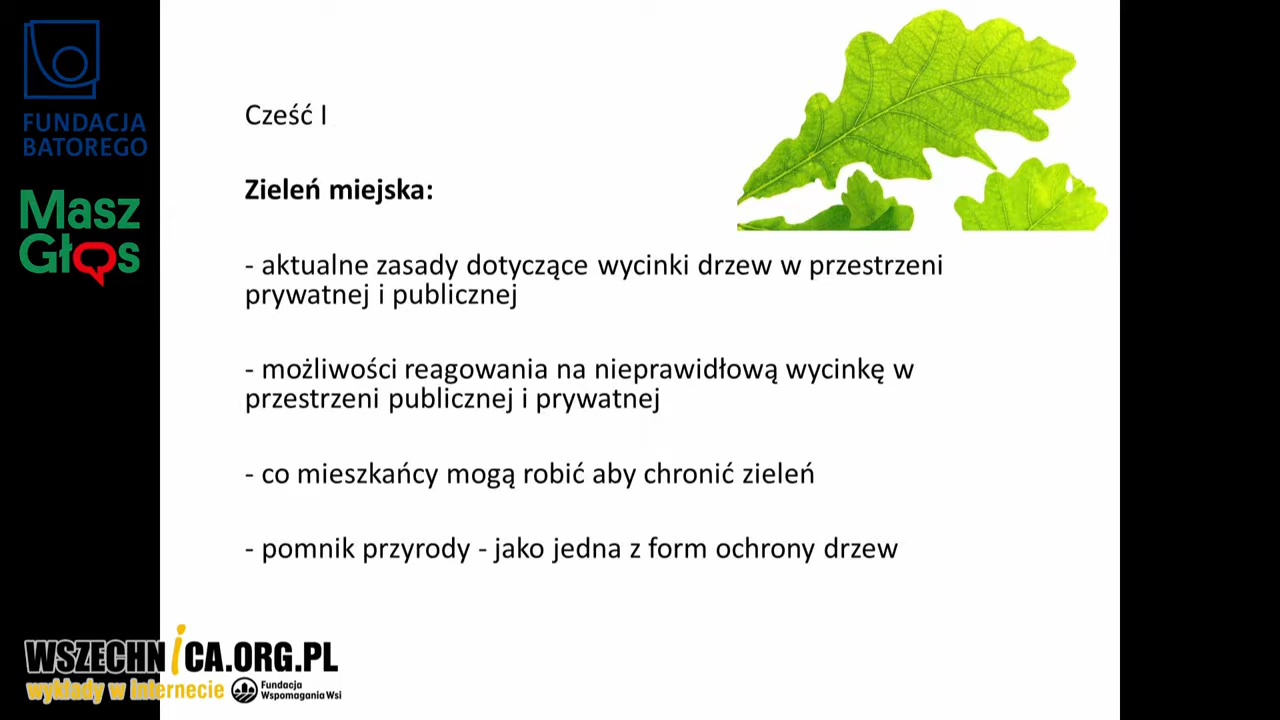 FUNDACJA
BATOREGO
Masz
Głos
Cześć I
Zieleń miejska:
- aktualne zasady dotyczące wycinki drzew w przestrzeni
prywatnej i publicznej
- możliwości reagowania na nieprawidłową wycinkę w
przestrzeni publicznej i prywatnej
- co mieszkańcy mogą robić aby chronić zieleń
- pomnik przyrody - jako jedna z form ochrony drzew
WSZECHNiCA.ORG.PL
wykłady w internecie
Fundacja
Wspomagania Wsi